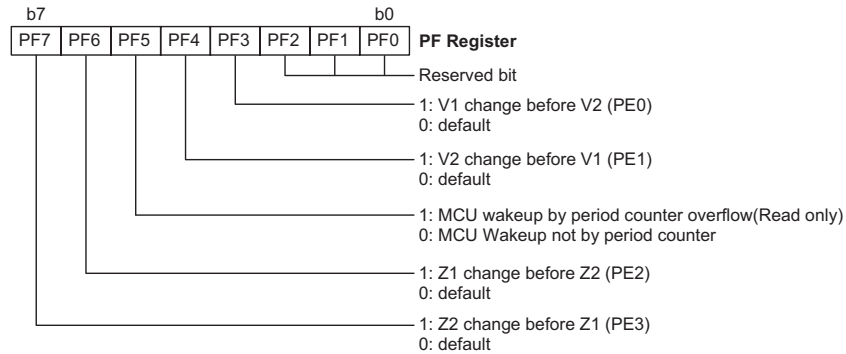 b7 b0
PF7 PF6 PF5 PF4 PF3 PF2 PF1 PF0 PF Register
Reserved bit
1: V1 change before V2 (PE0)
0: default
1: V2 change before V1 (PE1)
0: default
1: MCU wakeup by period counter overflow(Read only)
0: MCU Wakeup not by period counter
1: Z1 change before Z2 (PE2)
0: default
1: Z2 change before Z1 (PE3)
0: default